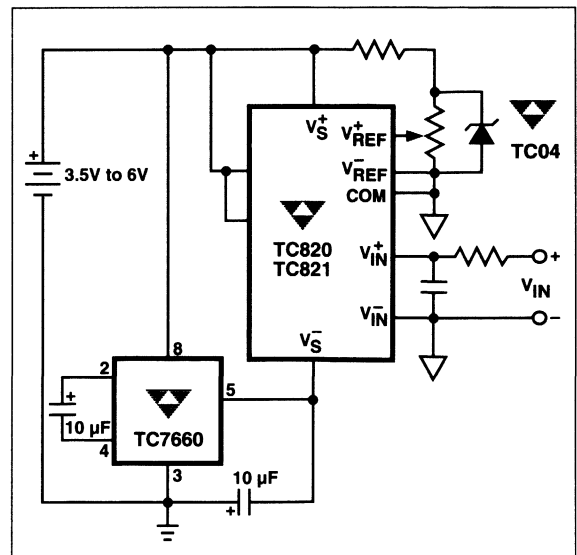 V+S
V+REF
V−REF
COM
TC04
3.5V to 6V
TC820
TC821
V+IN
+
VIN
V−IN
−
V−S
8
2
+
10 µF
4
TC7660
5
3
10 µF
+
+